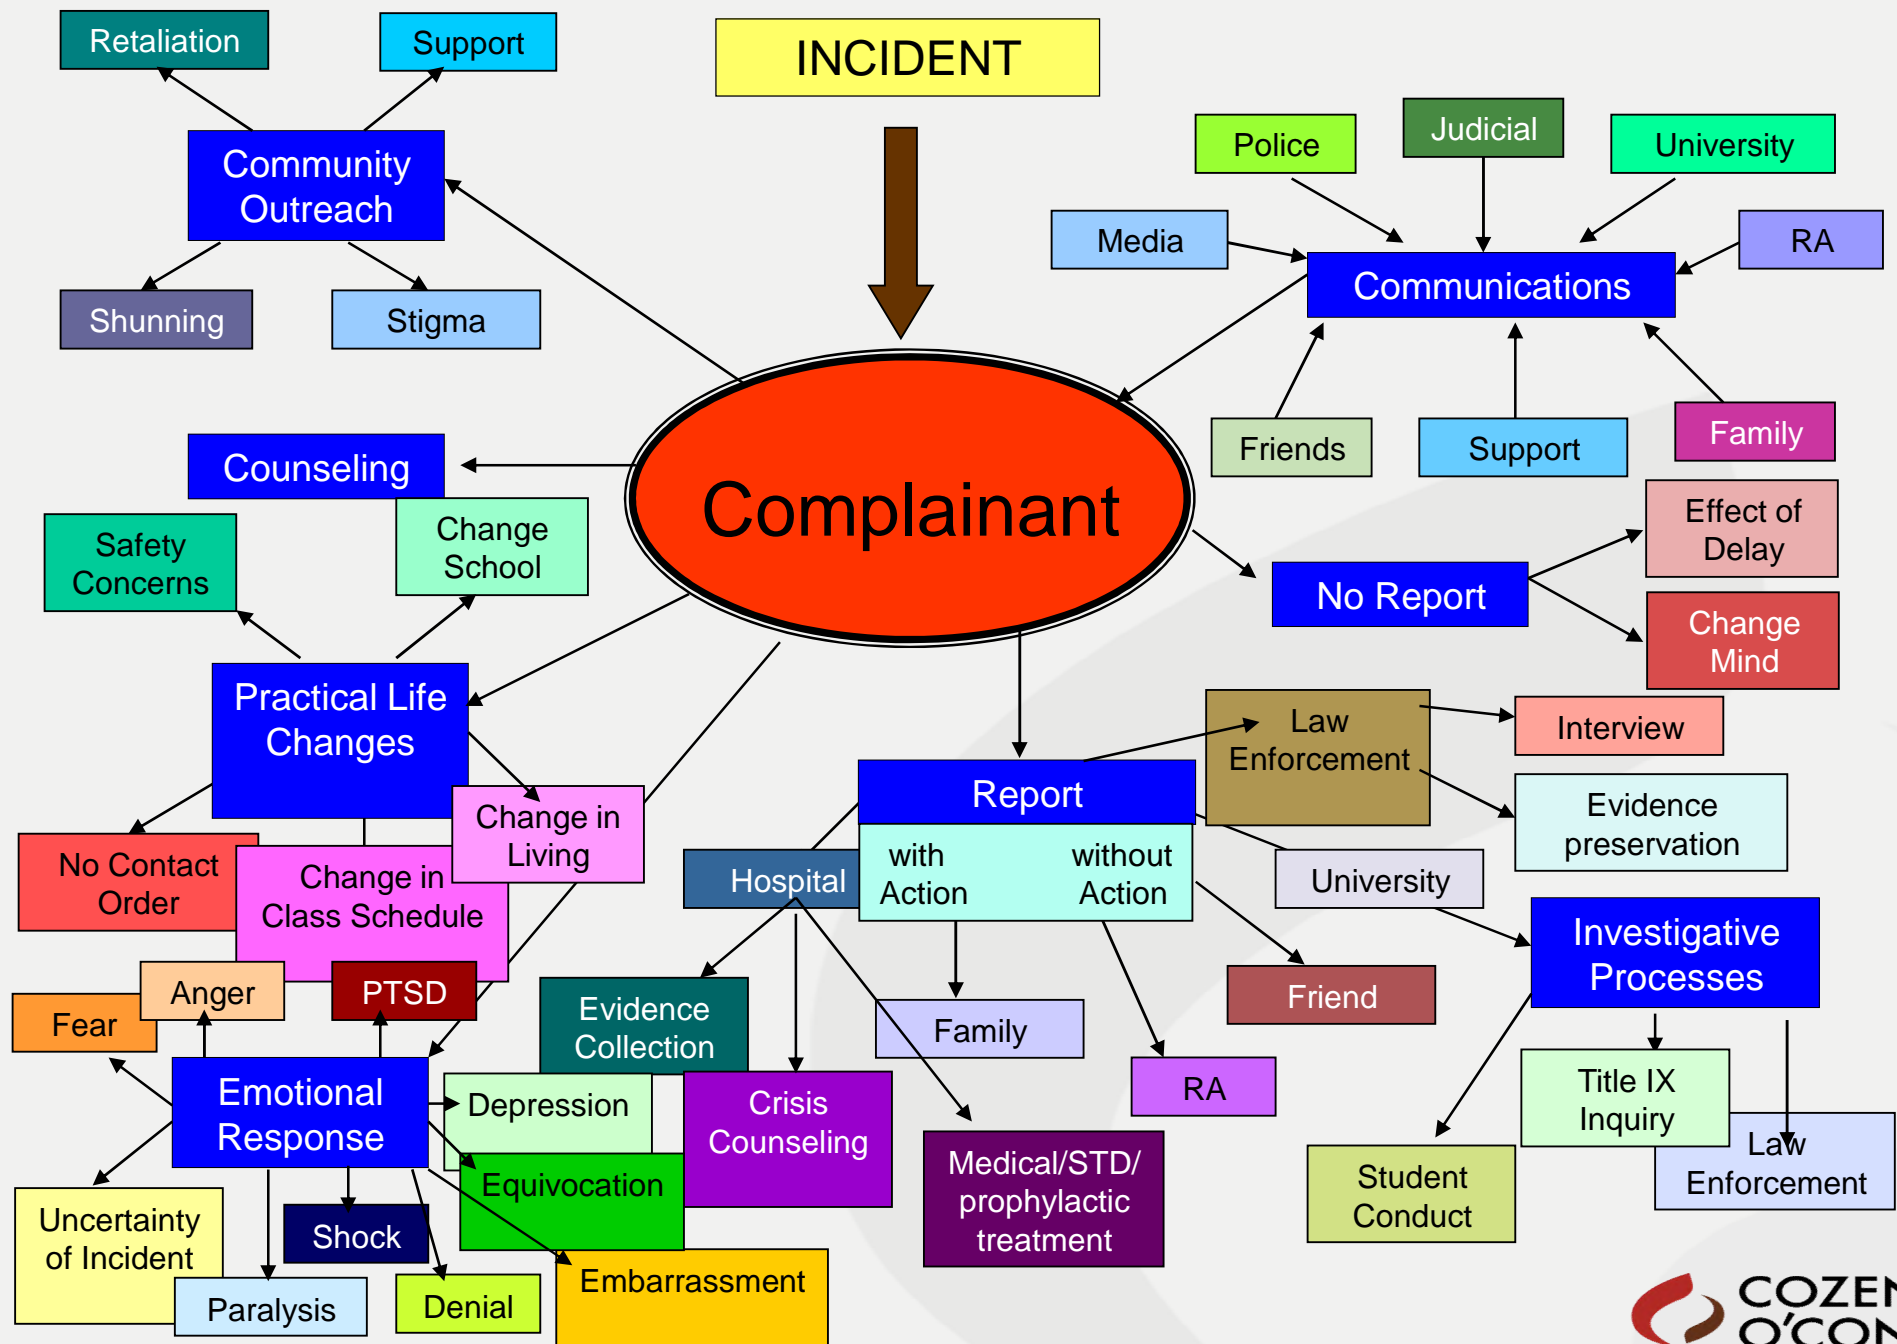 Retaliation
Support
INCIDENT
Police
Judicial
University
Community
Outreach
Media
RA
Communications
Shunning
Stigma
Friends
Support
Family
Counseling
Complainant
Change
School
Safety
Concerns
Effect of
Delay
No Report
Change
Mind
Practical Life
Changes
Law
Enforcement
Interview
Report
Change in
Living
Evidence
preservation
No Contact
Order
Change in
Class Schedule
Hospital
with
Action
without
Action
University
Investigative
Processes
Anger
PTSD
Fear
Friend
Evidence
Collection
Family
Emotional
Response
Depression
Crisis
Counseling
RA
Title IX
Inquiry
Law
Enforcement
Equivocation
Medical/STD/
prophylactic
treatment
Student
Conduct
Uncertainty
of Incident
Shock
Paralysis
Denial
Embarrassment
COZEN
O'CON